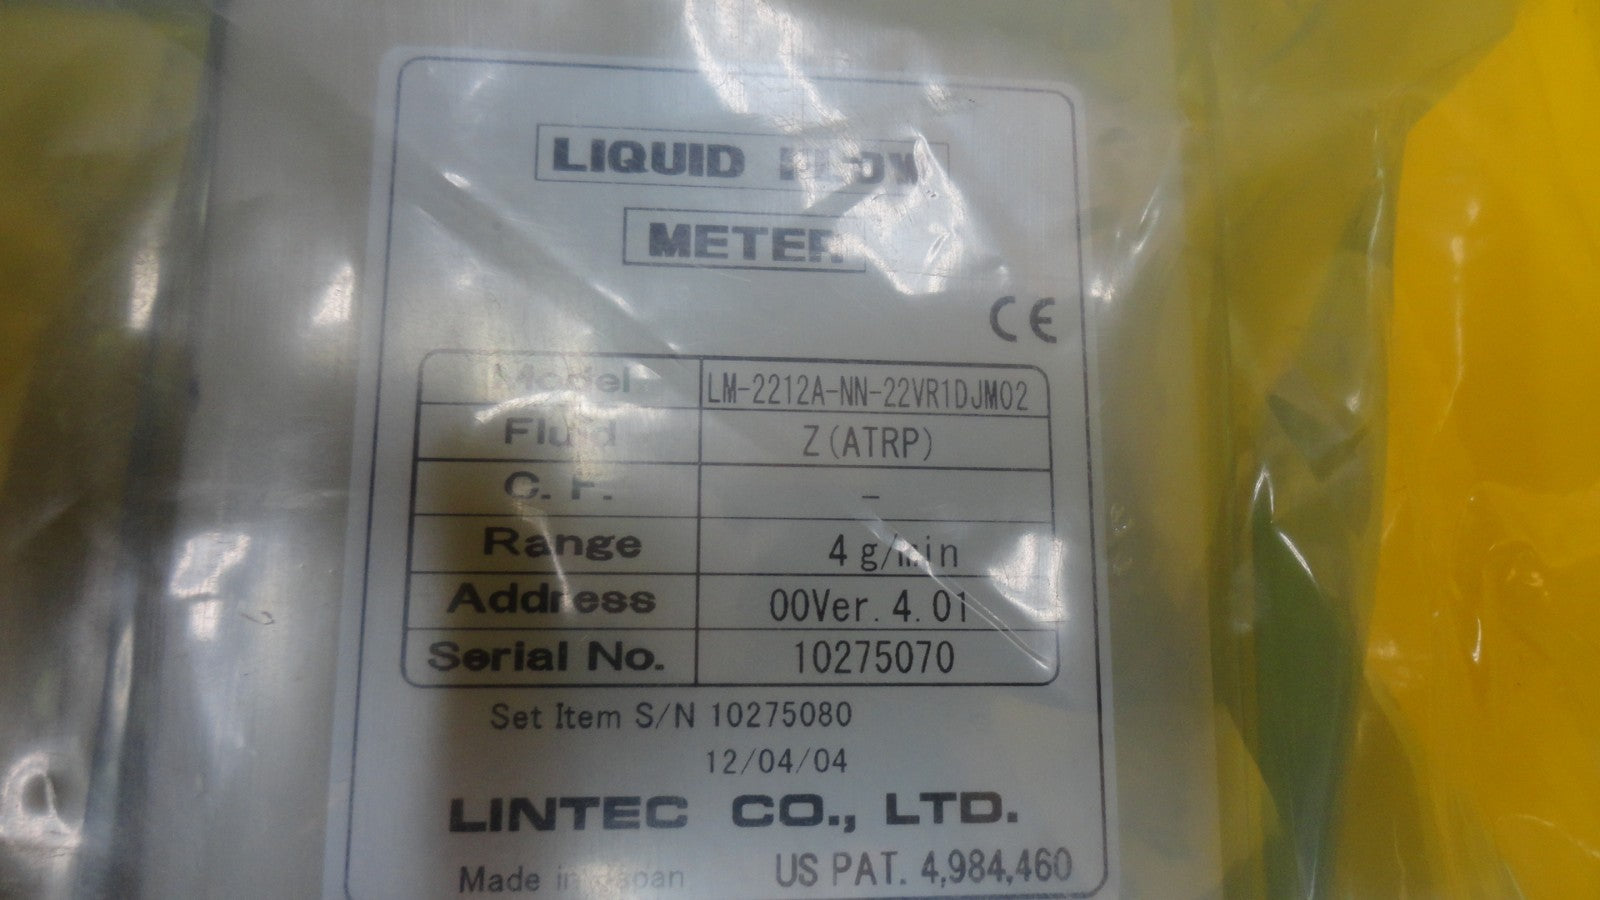 LIQUID FLOW
METER
CE
Model LM-2212A-NN-22VR1DJM02
Fluid Z(ATRP)
C. F. –
Range 4 g/min
Address 00Ver. 4. 01
Serial No. 10275070
Set Item S/N 10275080
12/04/04
LINTEC CO., LTD.
Made in Japan US PAT. 4,984,460